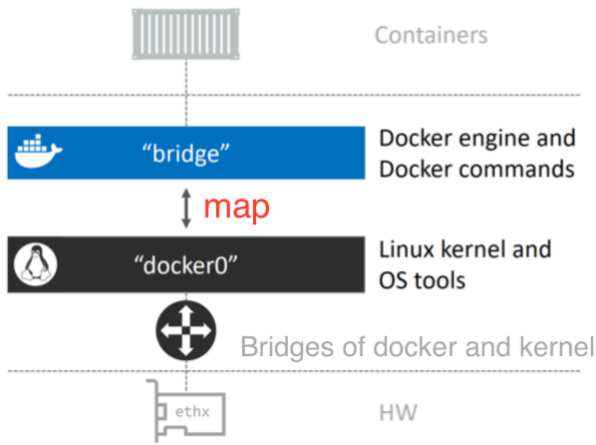 Containers
“bridge”
Docker engine and
Docker commands
map
“docker0”
Linux kernel and
OS tools
Bridges of docker and kernel
ethx
HW